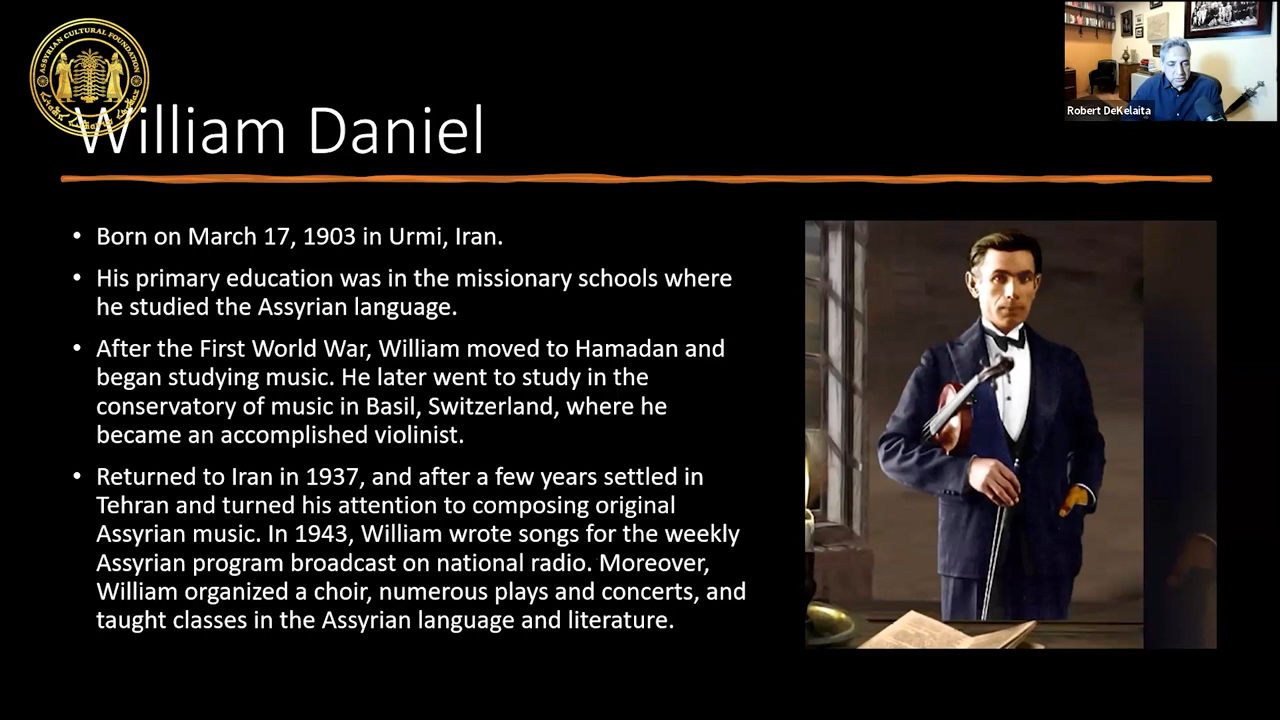 ASSYRIAN CULTURAL FOUNDATION
Robert DeKelaita
William Daniel
• Born on March 17, 1903 in Urmi, Iran.
• His primary education was in the missionary schools where
he studied the Assyrian language.
• After the First World War, William moved to Hamadan and
began studying music. He later went to study in the
conservatory of music in Basil, Switzerland, where he
became an accomplished violinist.
• Returned to Iran in 1937, and after a few years settled in
Tehran and turned his attention to composing original
Assyrian music. In 1943, William wrote songs for the weekly
Assyrian program broadcast on national radio. Moreover,
William organized a choir, numerous plays and concerts, and
taught classes in the Assyrian language and literature.